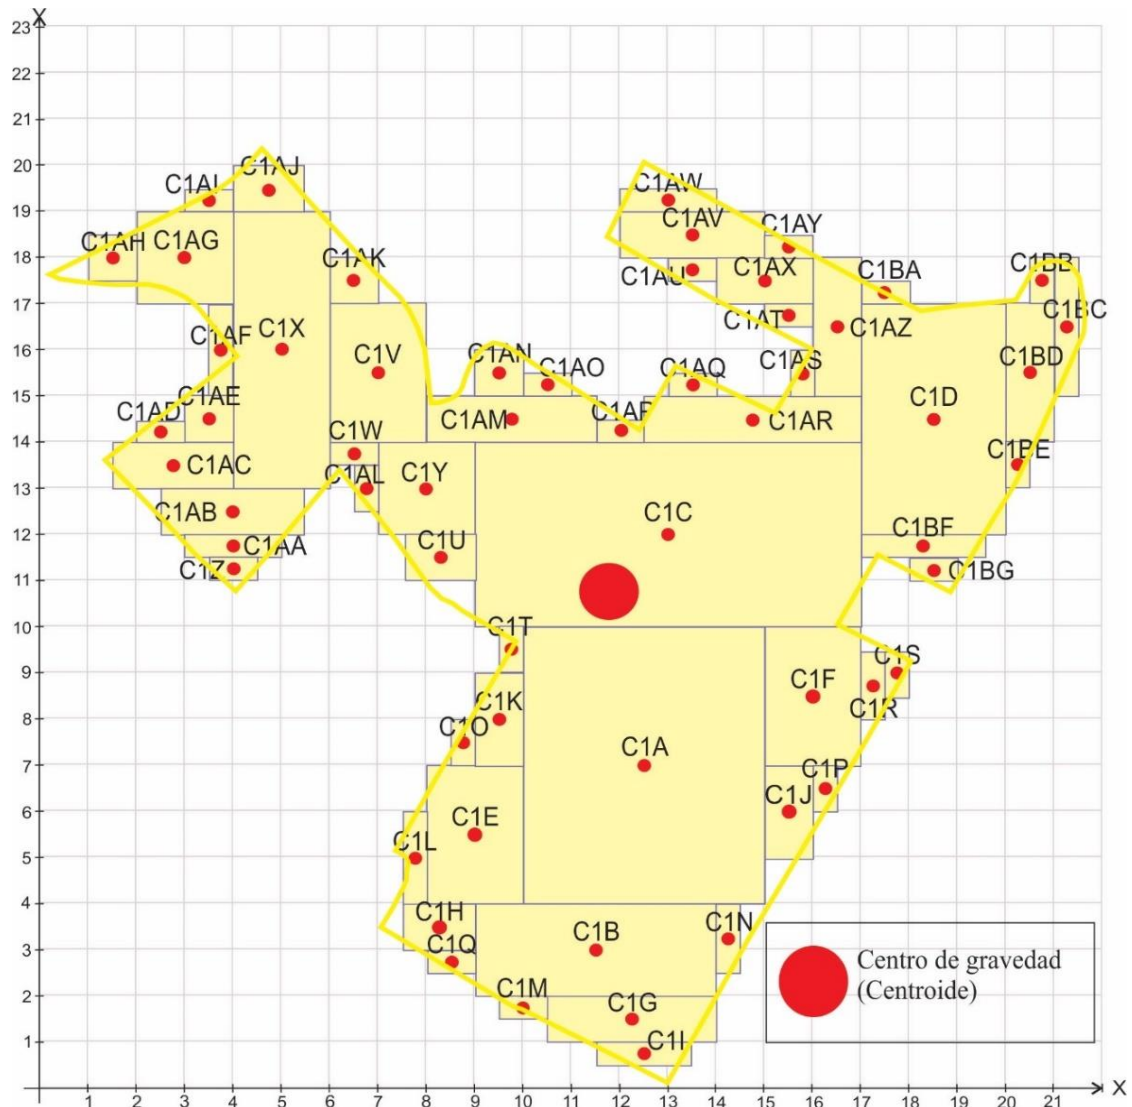 X
23
22
21
20
19
18
17
16
15
14
13
12
11
10
9
8
7
6
5
4
3
2
1
C1AJ
C1AI
C1AH
C1AG
C1AK
C1AF
C1X
C1V
C1AE
C1AD
C1AC
C1W
C1AL
C1Y
C1AB
C1AA
C1Z
C1U
C1AN
C1AO
C1AM
C1AP
C1AQ
C1AR
C1AS
C1AT
C1AU
C1AV
C1AW
C1AX
C1AY
C1AZ
C1BA
C1BB
C1BC
C1BD
C1D
C1BE
C1BF
C1BG
C1C
C1T
C1K
C1O
C1A
C1F
C1S
C1R
C1P
C1J
C1E
C1L
C1H
C1Q
C1B
C1N
C1M
C1G
C1I
Centro de gravedad
(Centroide)
1 2 3 4 5 6 7 8 9 10 11 12 13 14 15 16 17 18 19 20 21 X